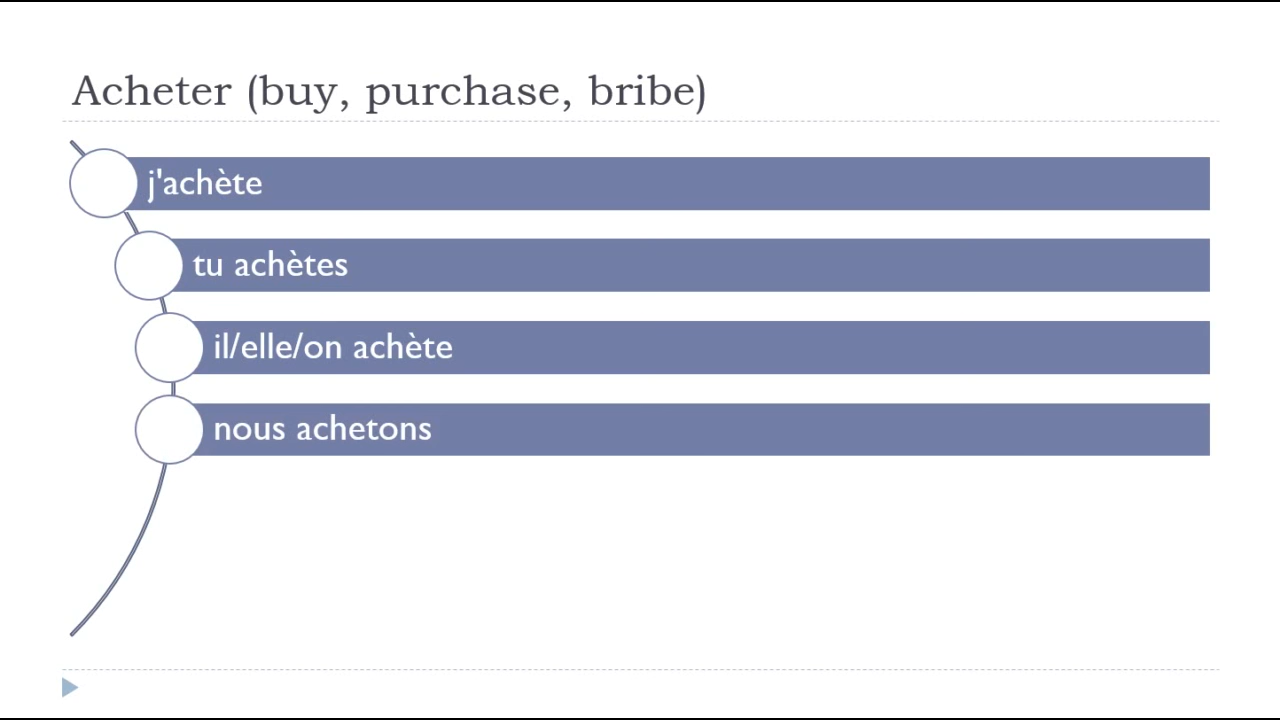 Acheter (buy, purchase, bribe)
j'achète
tu achètes
il/elle/on achète
nous achetons